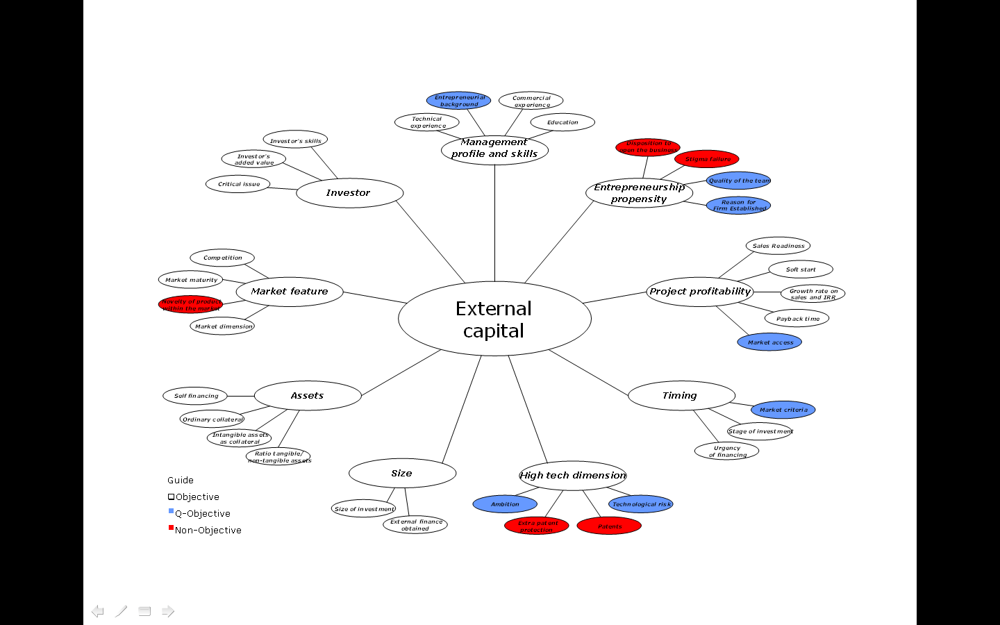 Entrepreneurial
background
Commercial
experience
Technical
experience
Education
Management
profile and skills
Investor's skills
Investor's
added value
Critical issue
Investor
Disposition to
open the business
Stigma failure
Quality of the team
Reason for
Firm Established
Entrepreneurship
propensity
Competition
Market maturity
Novelty of product
within the market
Market dimension
Market feature
External
capital
Project profitability
Sales Readiness
Soft start
Growth rate on
sales and IRR
Payback time
Market access
Self financing
Ordinary collateral
Intangible assets
as collateral
Ratio tangible/
non-tangible assets
Assets
Timing
Market criteria
Stage of investment
Urgency
of financing
Size
Size of investment
External finance
obtained
High tech dimension
Ambition
Extra patent
protection
Patents
Technological risk
Guide
Objective
Q-Objective
Non-Objective